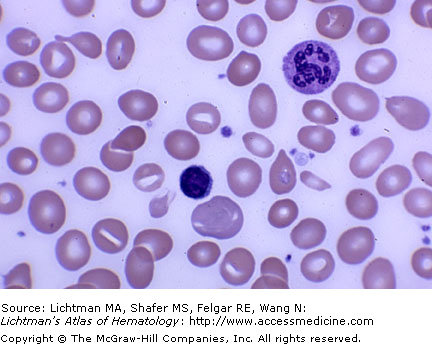 Source: Lichtman MA, Shafer MS, Felgar RE, Wang N:
Lichtman's Atlas of Hematology: http://www.accessmedicine.com
Copyright © The McGraw-Hill Companies, Inc. All rights reserved.